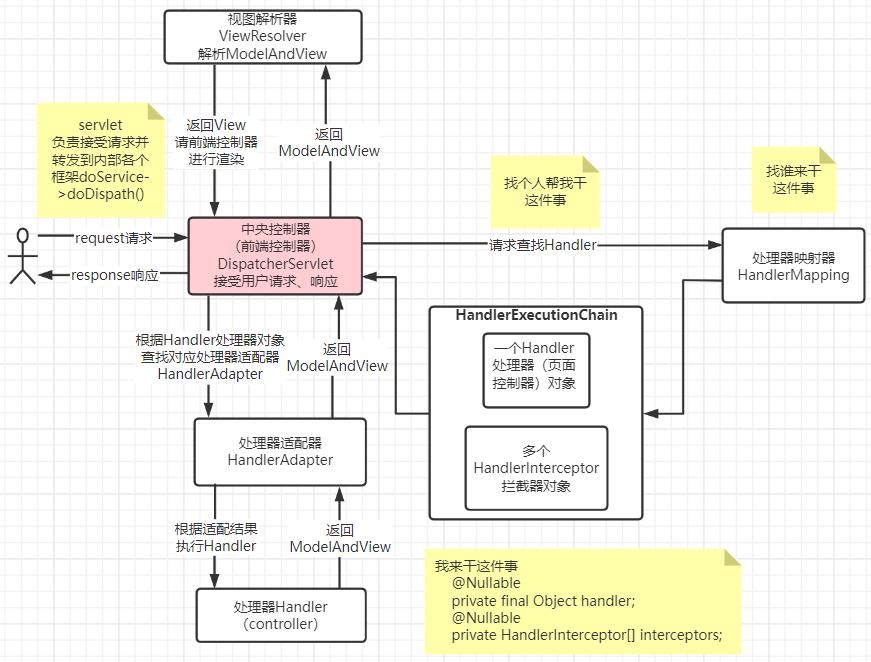 视图解析器
ViewResolver
解析ModelAndView
返回View
请前端控制器
进行渲染
返回
ModelAndView
servlet
负责接受请求并
转发到内部各个
框架doService-
>doDispath()
找个人帮我干
这件事
找谁来干
这件事
request请求
response响应
中央控制器
（前端控制器）
DispatcherServlet
接受用户请求、响应
请求查找Handler
处理器映射器
HandlerMapping
HandlerExecutionChain
一个Handler
处理器（页面
控制器）对象
多个
HandlerInterceptor
拦截器对象
根据Handler处理器对象
查找对应处理器适配器
HandlerAdapter
返回
ModelAndView
处理器适配器
HandlerAdapter
根据适配结果
执行Handler
返回
ModelAndView
处理器Handler
（controller）
我来干这件事
@Nullable
private final Object handler;
@Nullable
private HandlerInterceptor[] interceptors;